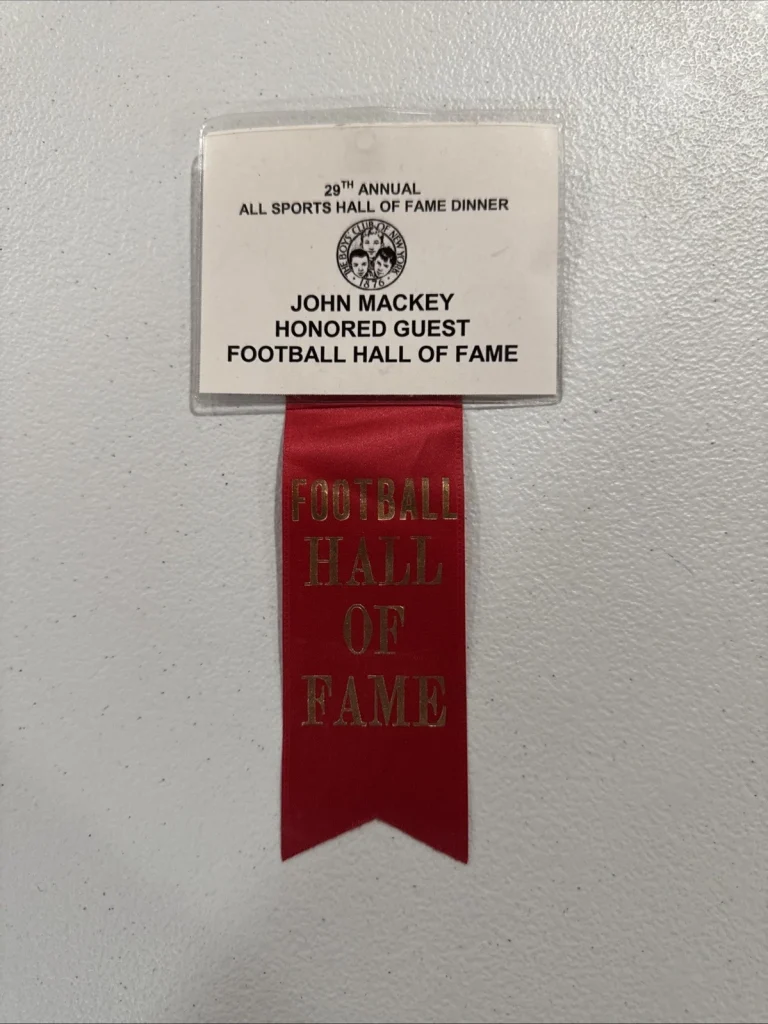 29TH ANNUAL
ALL SPORTS HALL OF FAME DINNER
THE BOYS' CLUB OF NEW YORK
• 1876 •
JOHN MACKEY
HONORED GUEST
FOOTBALL HALL OF FAME
FOOTBALL
HALL
OF
FAME